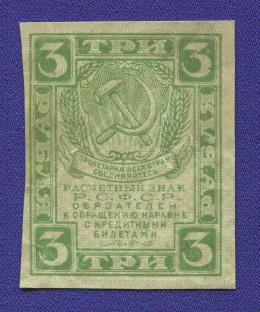 ТРИ
3 3
РУБЛЯ РУБЛЯ
ПРОЛЕТАРИИ ВСЕХ СТРАН
СОЕДИНЯЙТЕСЬ
РАСЧЕТНЫЙ ЗНАК
Р.С.Ф.С.Р.
ОБЯЗАТЕЛЕН
К ОБРАЩЕНИЮ НАРАВНЕ
С КРЕДИТНЫМИ
БИЛЕТАМИ.
3 3
ТРИ